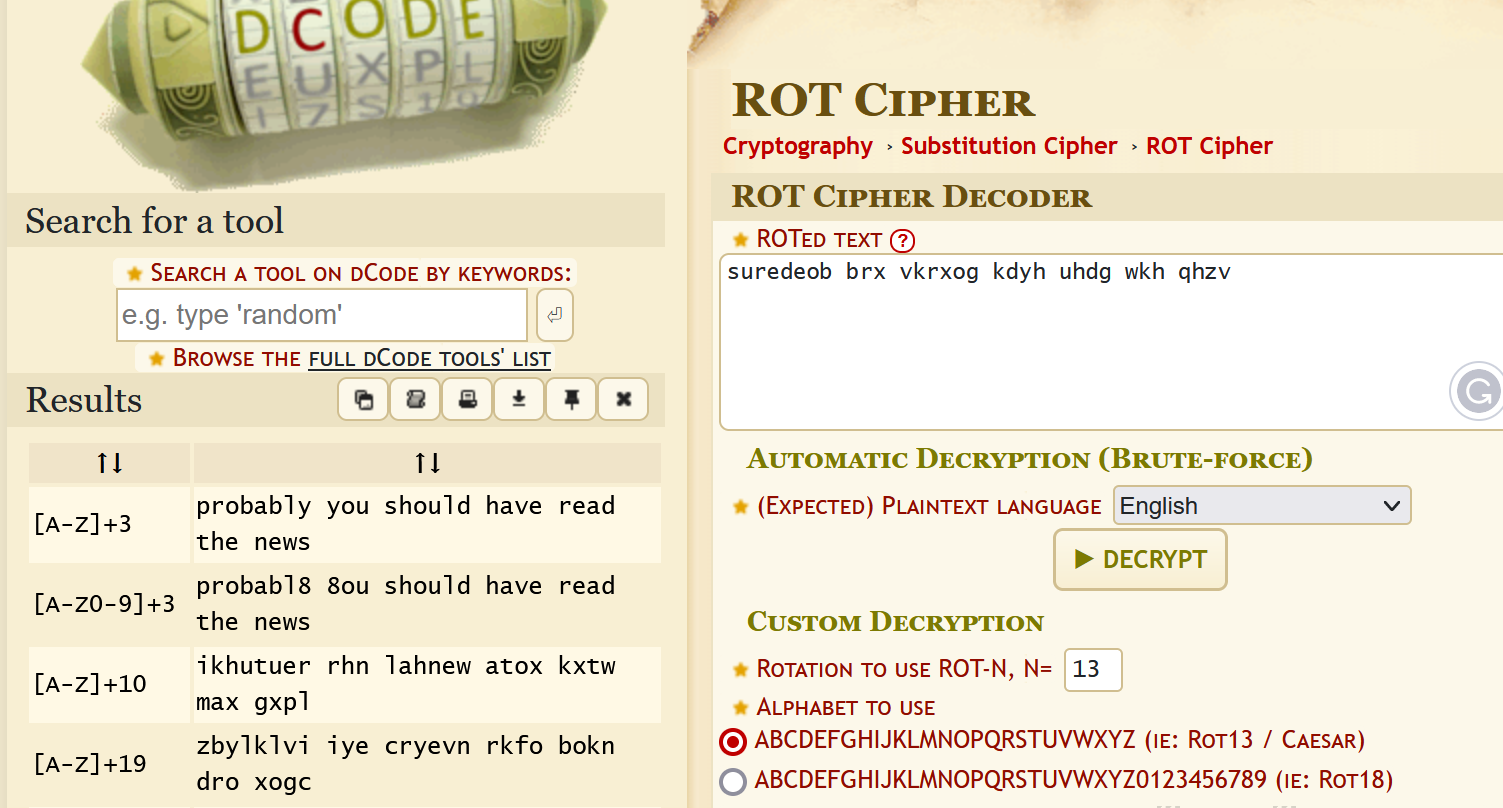 DCODE
EUXPL
ROT CIPHER
Cryptography › Substitution Cipher › ROT Cipher
Search for a tool
SEARCH A TOOL ON DCODE BY KEYWORDS:
e.g. type 'random'
BROWSE THE FULL DCODE TOOLS' LIST
Results
↑↓ ↑↓
[A-Z]+3 probably you should have read
the news
[A-Z0-9]+3 probabl8 8ou should have read
the news
[A-Z]+10 ikhutuer rhn lahnew atox kxtw
max gxpl
[A-Z]+19 zbylklvi iye cryevn rkfo bokn
dro xogc
ROT CIPHER DECODER
ROTED TEXT ?
suredeob brx vkrxog kdyh uhdg wkh qhzv
AUTOMATIC DECRYPTION (BRUTE-FORCE)
(EXPECTED) PLAINTEXT LANGUAGE English
▶ DECRYPT
CUSTOM DECRYPTION
ROTATION TO USE ROT-N, N= 13
ALPHABET TO USE
ABCDEFGHIJKLMNOPQRSTUVWXYZ (IE: ROT13 / CAESAR)
ABCDEFGHIJKLMNOPQRSTUVWXYZ0123456789 (IE: ROT18)